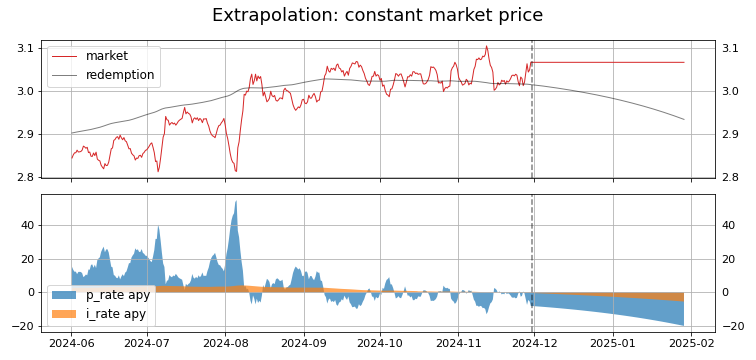 Extrapolation: constant market price
3.1 3.1
market
redemption
3.0 3.0
2.9 2.9
2.8 2.8
40 40
20 20
0 0
p_rate apy
i_rate apy
−20 −20
2024-06 2024-07 2024-08 2024-09 2024-10 2024-11 2024-12 2025-01 2025-02